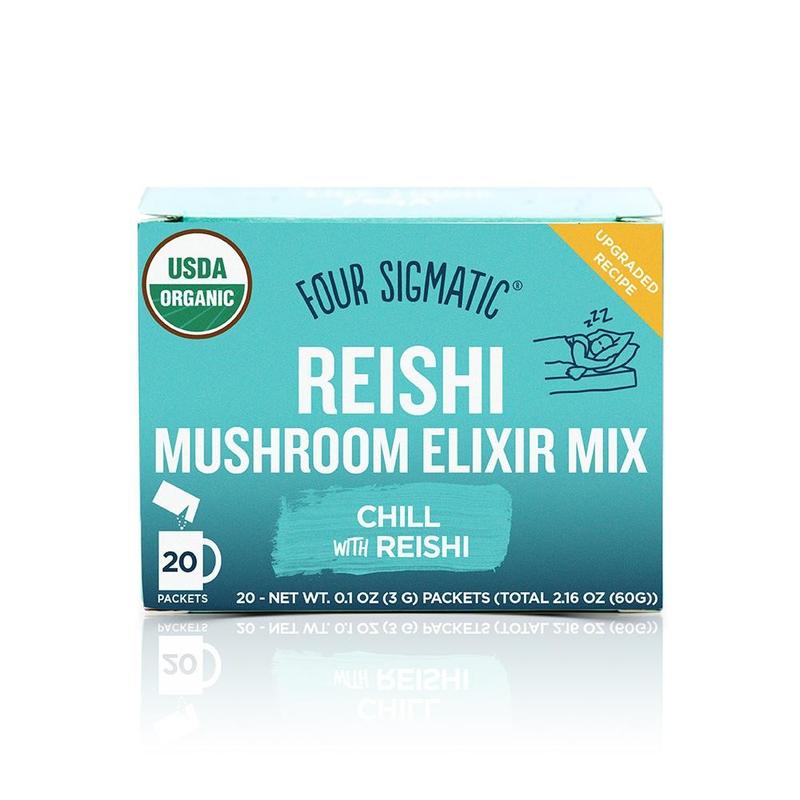 USDA
ORGANIC
FOUR SIGMATIC®
UPGRADED
RECIPE
zzZ
REISHI
MUSHROOM ELIXIR MIX
CHILL
WITH REISHI
20
PACKETS
20 - NET WT. 0.1 OZ (3 G) PACKETS (TOTAL 2.16 OZ (60G))